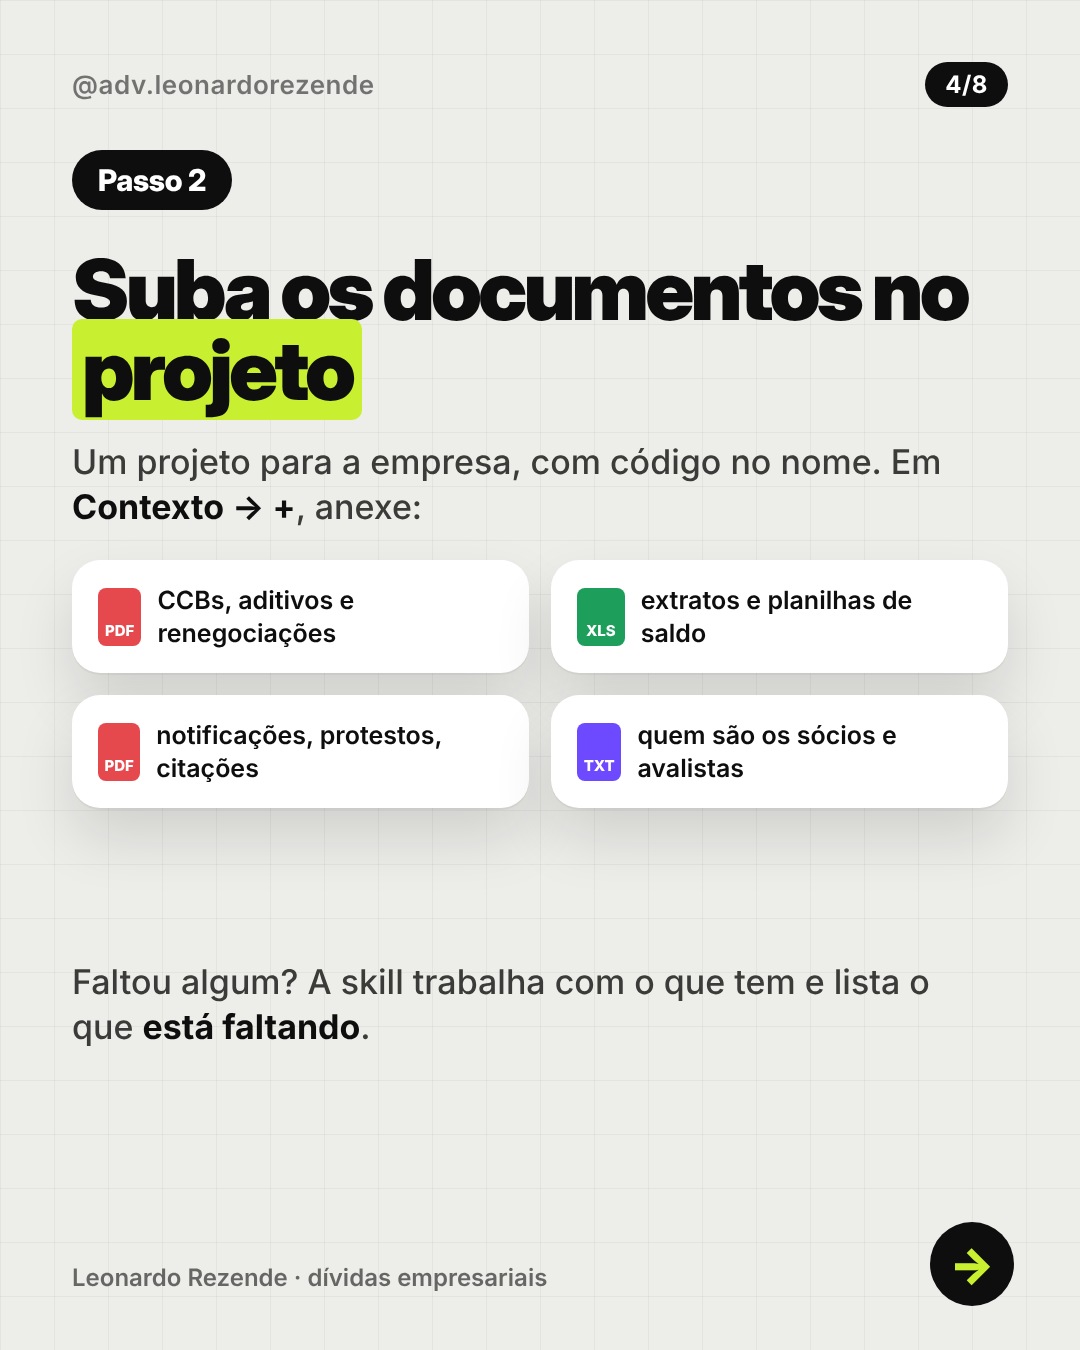 @adv.leonardorezende
4/8
Passo 2
Suba os documentos no
projeto
Um projeto para a empresa, com código no nome. Em
Contexto → +, anexe:
PDF
CCBs, aditivos e
renegociações
XLS
extratos e planilhas de
saldo
PDF
notificações, protestos,
citações
TXT
quem são os sócios e
avalistas
Faltou algum? A skill trabalha com o que tem e lista o
que está faltando.
Leonardo Rezende · dívidas empresariais
→